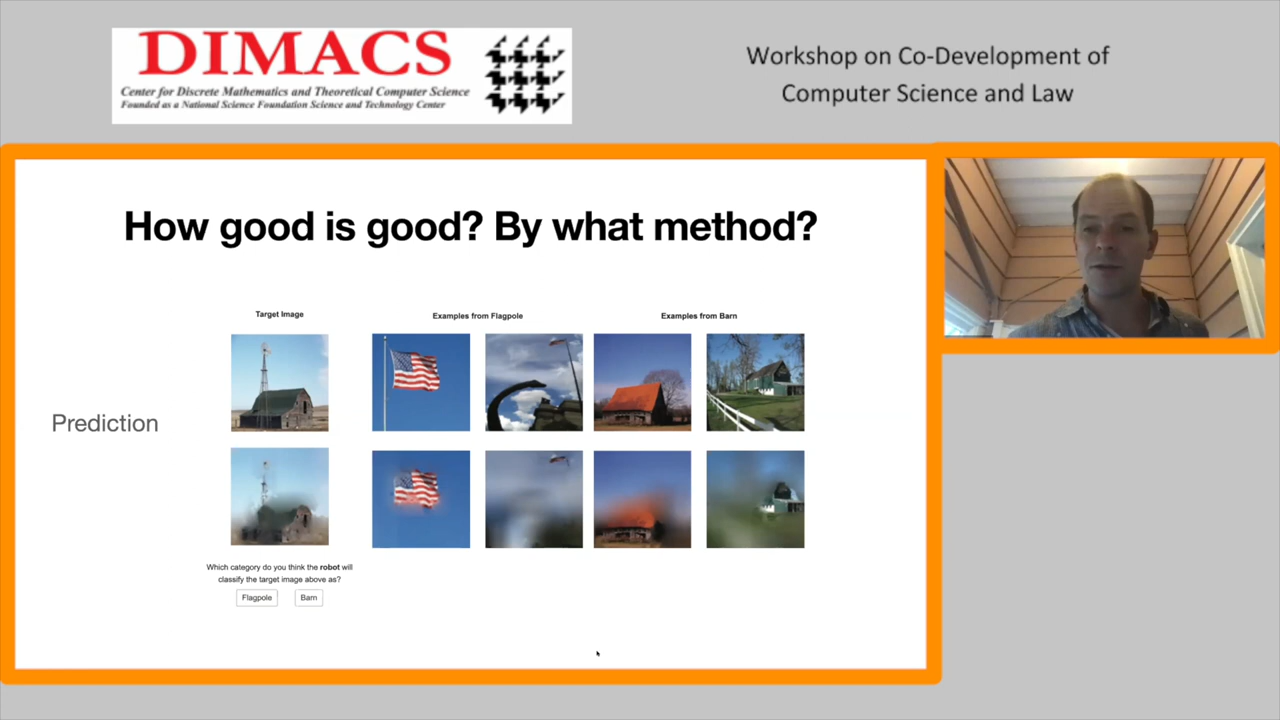 DIMACS
Center for Discrete Mathematics and Theoretical Computer Science
Founded as a National Science Foundation Science and Technology Center
Workshop on Co-Development of
Computer Science and Law
How good is good? By what method?
Target Image
Examples from Flagpole
Examples from Barn
Prediction
Which category do you think the robot will
classify the target image above as?
Flagpole
Barn